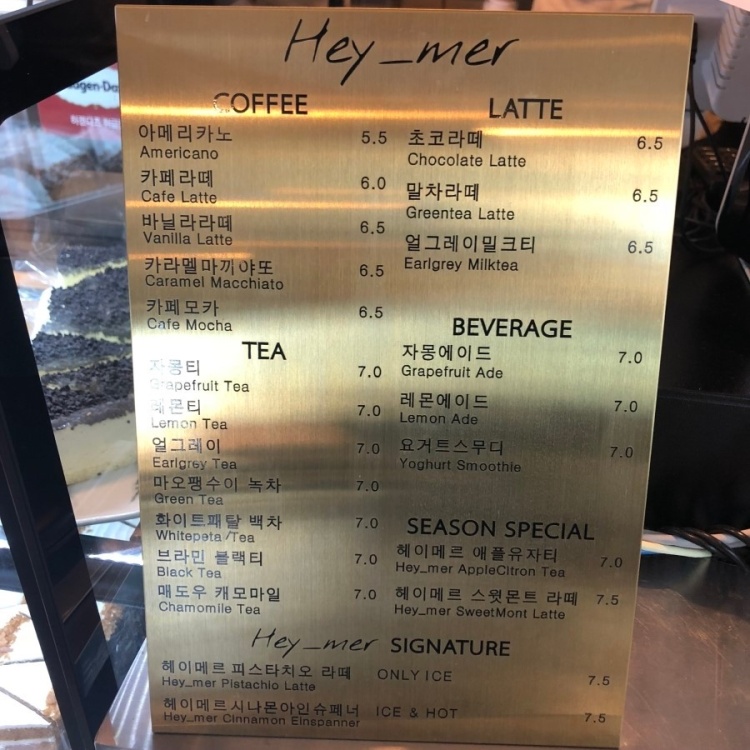 Hey_mer
COFFEE
아메리카노 5.5
Americano
카페라떼 6.0
Cafe Latte
바닐라라떼 6.5
Vanilla Latte
카라멜마끼야또 6.5
Caramel Macchiato
카페모카 6.5
Cafe Mocha
TEA
자몽티 7.0
Grapefruit Tea
레몬티 7.0
Lemon Tea
얼그레이 7.0
Earlgrey Tea
마오팽수이 녹차 7.0
Green Tea
화이트패탈 백차 7.0
Whitepeta /Tea
브라민 블랙티 7.0
Black Tea
매도우 캐모마일 7.0
Chamomile Tea
LATTE
초코라떼 6.5
Chocolate Latte
말차라떼 6.5
Greentea Latte
얼그레이밀크티 6.5
Earlgrey Milktea
BEVERAGE
자몽에이드 7.0
Grapefruit Ade
레몬에이드 7.0
Lemon Ade
요거트스무디 7.0
Yoghurt Smoothie
SEASON SPECIAL
헤이메르 애플유자티 7.0
Hey_mer AppleCitron Tea
헤이메르 스윗몬트 라떼 7.5
Hey_mer SweetMont Latte
Hey_mer SIGNATURE
헤이메르 피스타치오 라떼 ONLY ICE 7.5
Hey_mer Pistachio Latte
헤이메르시나몬아인슈페너 ICE & HOT 7.5
Hey_mer Cinnamon Einspanner